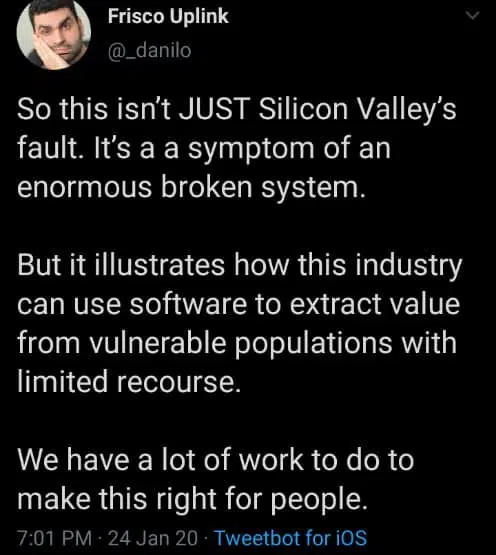 Frisco Uplink
@_danilo
So this isn't JUST Silicon Valley's
fault. It's a a symptom of an
enormous broken system.
But it illustrates how this industry
can use software to extract value
from vulnerable populations with
limited recourse.
We have a lot of work to do to
make this right for people.
7:01 PM · 24 Jan 20 · Tweetbot for iOS